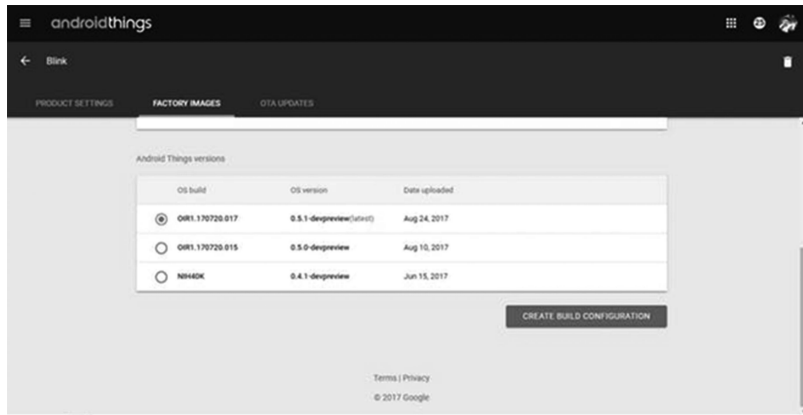 androidthings
25
Blink
PRODUCT SETTINGS FACTORY IMAGES OTA UPDATES
Android Things versions
OS build OS version Date uploaded
OIR1.170720.017 0.5.1-devpreview(latest) Aug 24, 2017
OIR1.170720.015 0.5.0-devpreview Aug 10, 2017
NIH40K 0.4.1-devpreview Jun 15, 2017
CREATE BUILD CONFIGURATION
Terms | Privacy
© 2017 Google